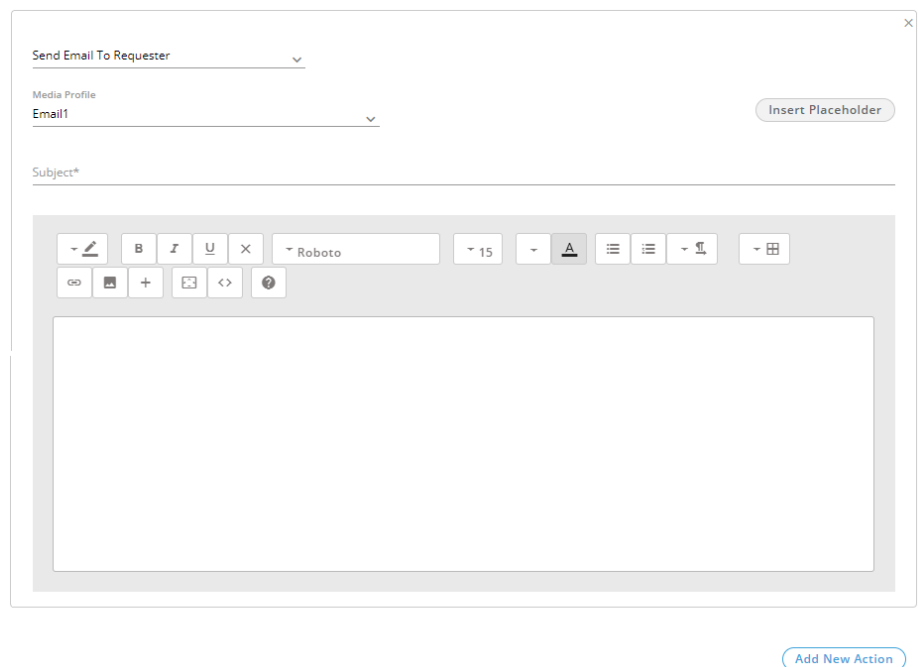 Send Email To Requester
Media Profile
Email1
Insert Placeholder
Subject*
B I U
Roboto
15
A
Add New Action